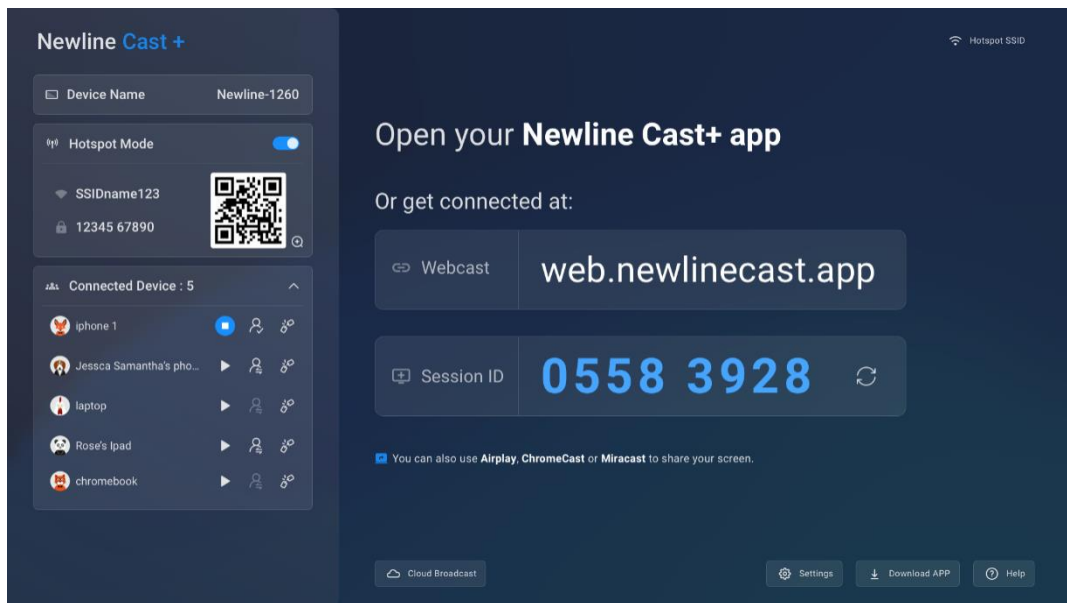 Newline Cast +
Hotspot SSID
Device Name Newline-1260
Hotspot Mode
SSIDname123
12345 67890
Connected Device : 5
iphone 1
Jessca Samantha's pho...
laptop
Rose's Ipad
chromebook
Open your Newline Cast+ app
Or get connected at:
Webcast web.newlinecast.app
Session ID 0558 3928
You can also use Airplay, ChromeCast or Miracast to share your screen.
Cloud Broadcast
Settings
Download APP
Help